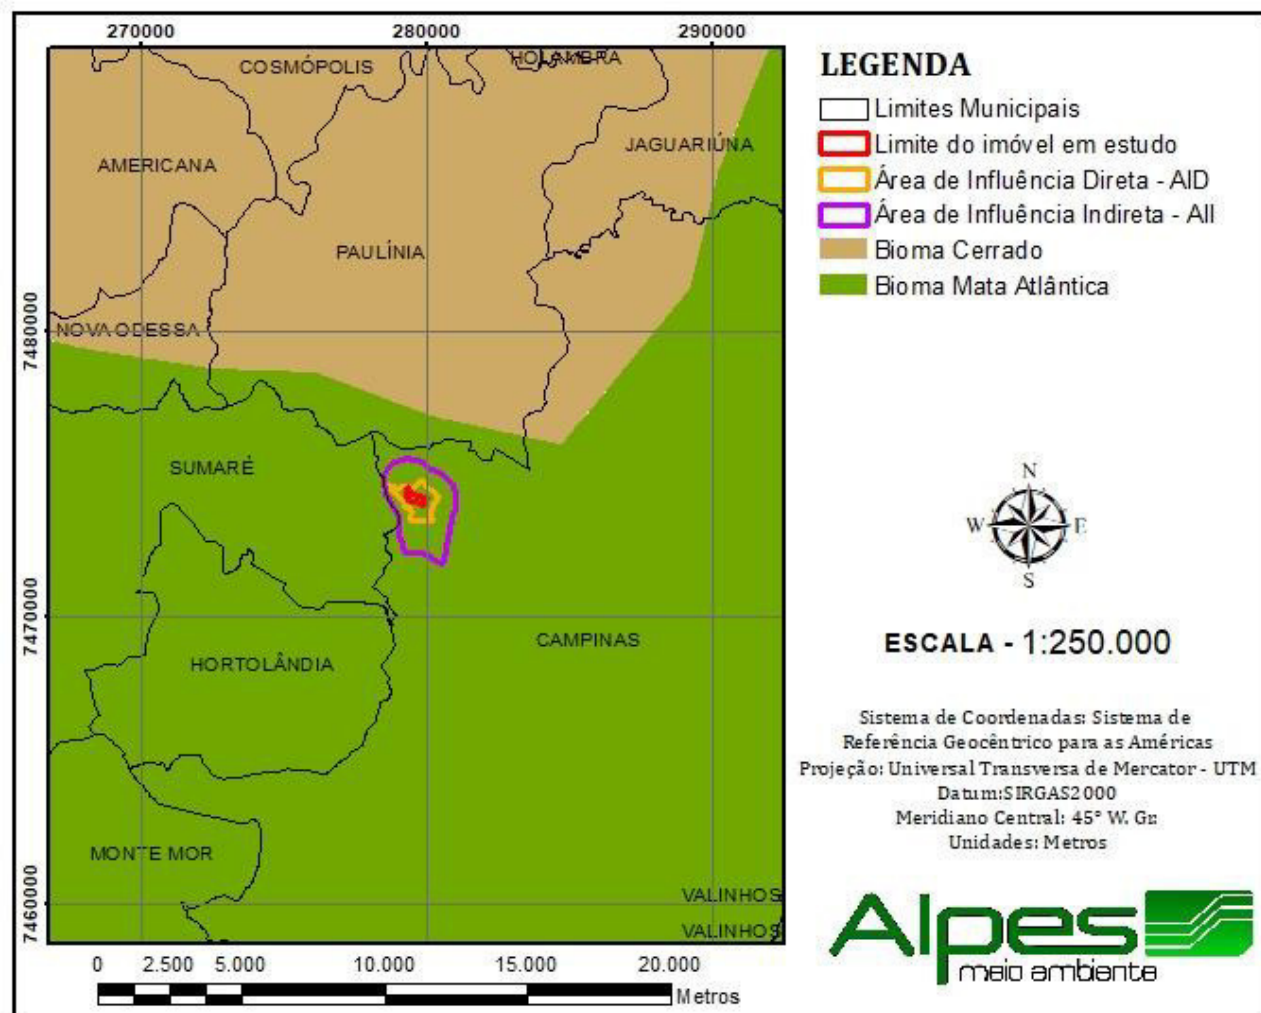 270000 280000 290000
COSMÓPOLIS
HOLAMBRA
AMERICANA
JAGUARIÚNA
PAULÍNIA
NOVA ODESSA
7480000
SUMARÉ
7470000
CAMPINAS
HORTOLÂNDIA
MONTE MOR
VALINHOS
7460000
VALINHOS
0 2.500 5.000 10.000 15.000 20.000
Metros
LEGENDA
Limites Municipais
Limite do imóvel em estudo
Área de Influência Direta - AID
Área de Influência Indireta - AII
Bioma Cerrado
Bioma Mata Atlântica
N
W E
S
ESCALA - 1:250.000
Sistema de Coordenadas: Sistema de
Referência Geocêntrico para as Américas
Projeção: Universal Transversa de Mercator - UTM
Datum:SIRGAS2000
Meridiano Central: 45° W. Gr.
Unidades: Metros
Alpes
meio ambiente